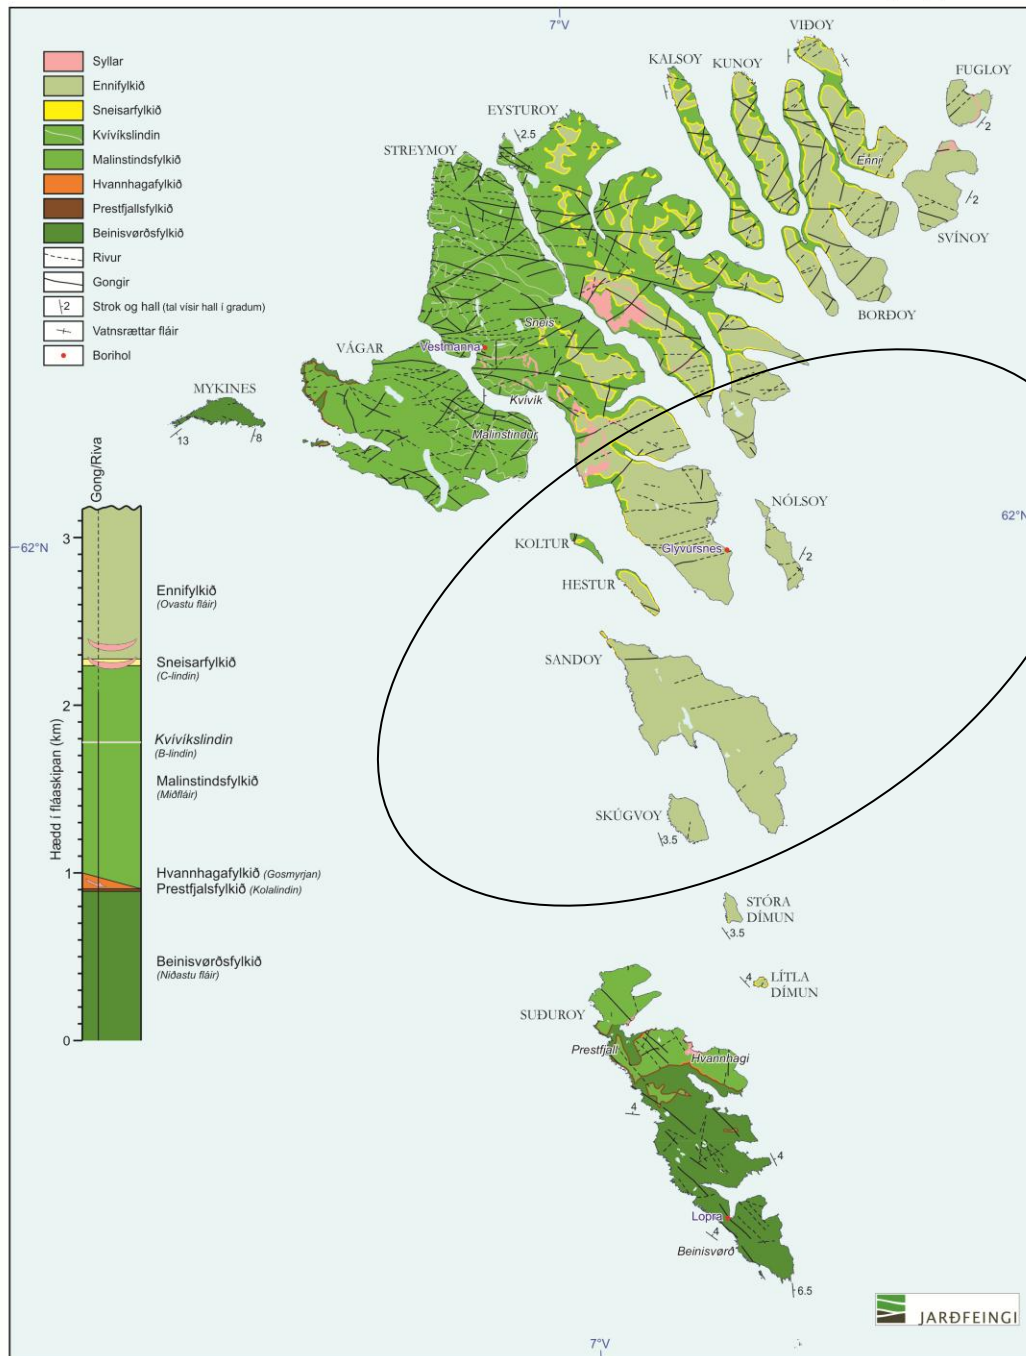 7°V
Syllar
Ennifylkið
Sneisarfylkið
Kvívíkslindin
Malinstindsfylkið
Hvannhagafylkið
Prestfjallsfylkið
Beinisvørðsfylkið
Rivur
Gongir
2 Strok og hall (tal vísir hall í gradum)
Vatnsrættar fláir
Borihol
VIÐOY
KALSOY
KUNOY
FUGLOY
EYSTUROY
2.5
2
STREYMOY
Enni
2
SVÍNOY
BORÐOY
Sneis
Vestmanna
VÁGAR
MYKINES
Kvívík
Malinstindur
13
8
NÓLSOY
62°N
62°N
KOLTUR
Glyvursnes
2
HESTUR
SANDOY
SKÚGVOY
3.5
STÓRA
DÍMUN
3.5
4
LÍTLA
DÍMUN
SUÐUROY
Prestfjall
Hvannhagi
4
4
Lopra
4
Beinisvørð
6.5
Gong/Riva
Hædd í fláaskipan (km)
3
2
1
0
Ennifylkið
(Ovastu fláir)
Sneisarfylkið
(C-lindin)
Kvívíkslindin
(B-lindin)
Malinstindsfylkið
(Miðfláir)
Hvannhagafylkið (Gosmyrjan)
Prestfjalsfylkið (Kolalindin)
Beinisvørðsfylkið
(Niðastu fláir)
JARÐFEINGI
7°V